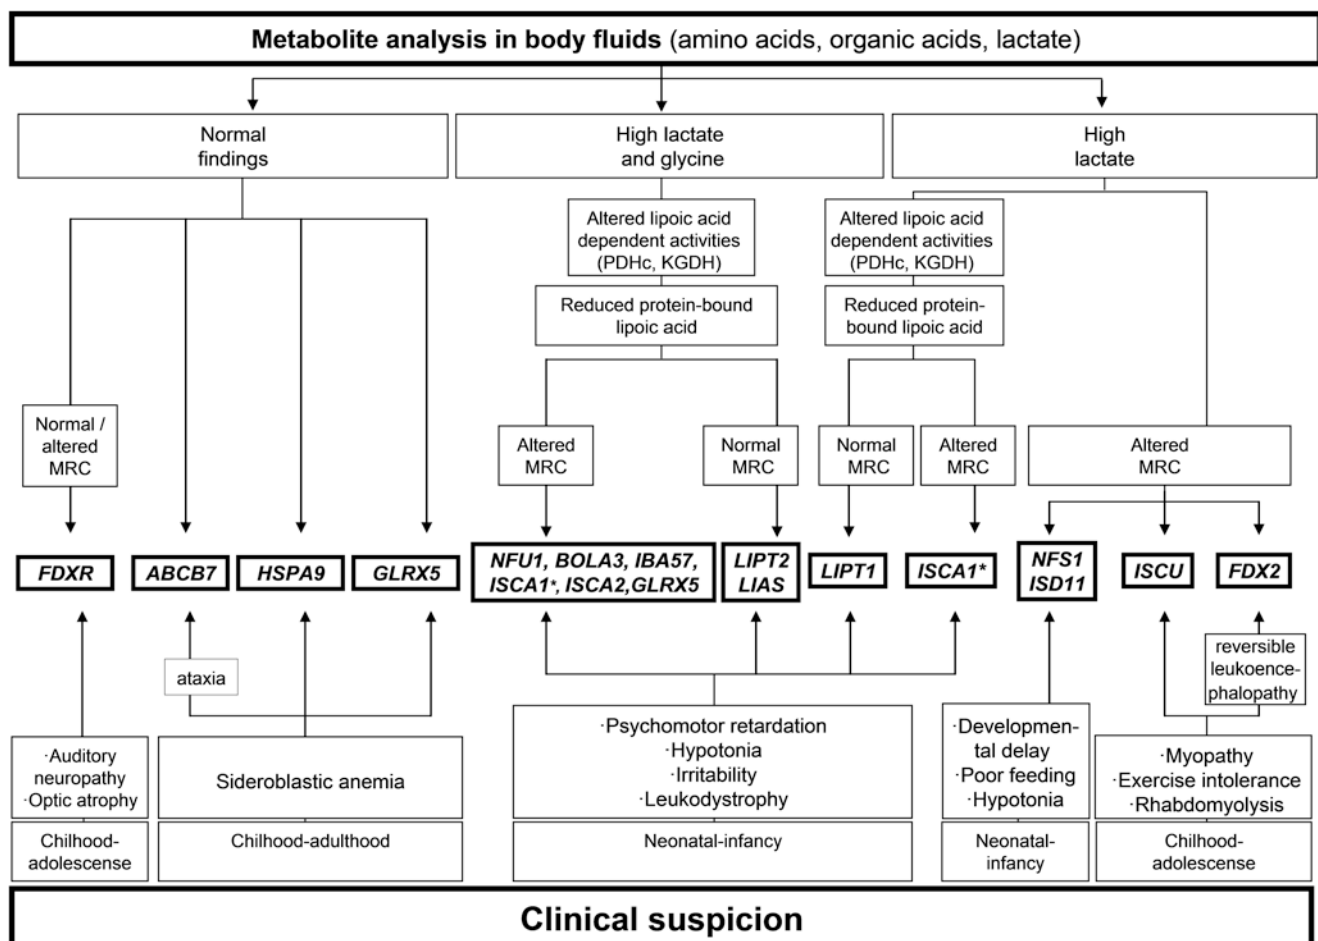 Metabolite analysis in body fluids (amino acids, organic acids, lactate)
Normal
findings
High lactate
and glycine
High
lactate
Altered lipoic acid
dependent activities
(PDHc, KGDH)
Altered lipoic acid
dependent activities
(PDHc, KGDH)
Reduced protein-bound
lipoic acid
Reduced protein-
bound lipoic acid
Normal /
altered
MRC
Altered
MRC
Normal
MRC
Normal
MRC
Altered
MRC
Altered
MRC
FDXR
ABCB7
HSPA9
GLRX5
NFU1, BOLA3, IBA57,
ISCA1*, ISCA2,GLRX5
LIPT2
LIAS
LIPT1
ISCA1*
NFS1
ISD11
ISCU
FDX2
ataxia
reversible
leukoence-
phalopathy
·Auditory
neuropathy
·Optic atrophy
Sideroblastic anemia
·Psychomotor retardation
·Hypotonia
·Irritability
·Leukodystrophy
·Developmen-
tal delay
·Poor feeding
·Hypotonia
·Myopathy
·Exercise intolerance
·Rhabdomyolysis
Chilhood-
adolescense
Chilhood-adulthood
Neonatal-infancy
Neonatal-
infancy
Chilhood-
adolescense
Clinical suspicion